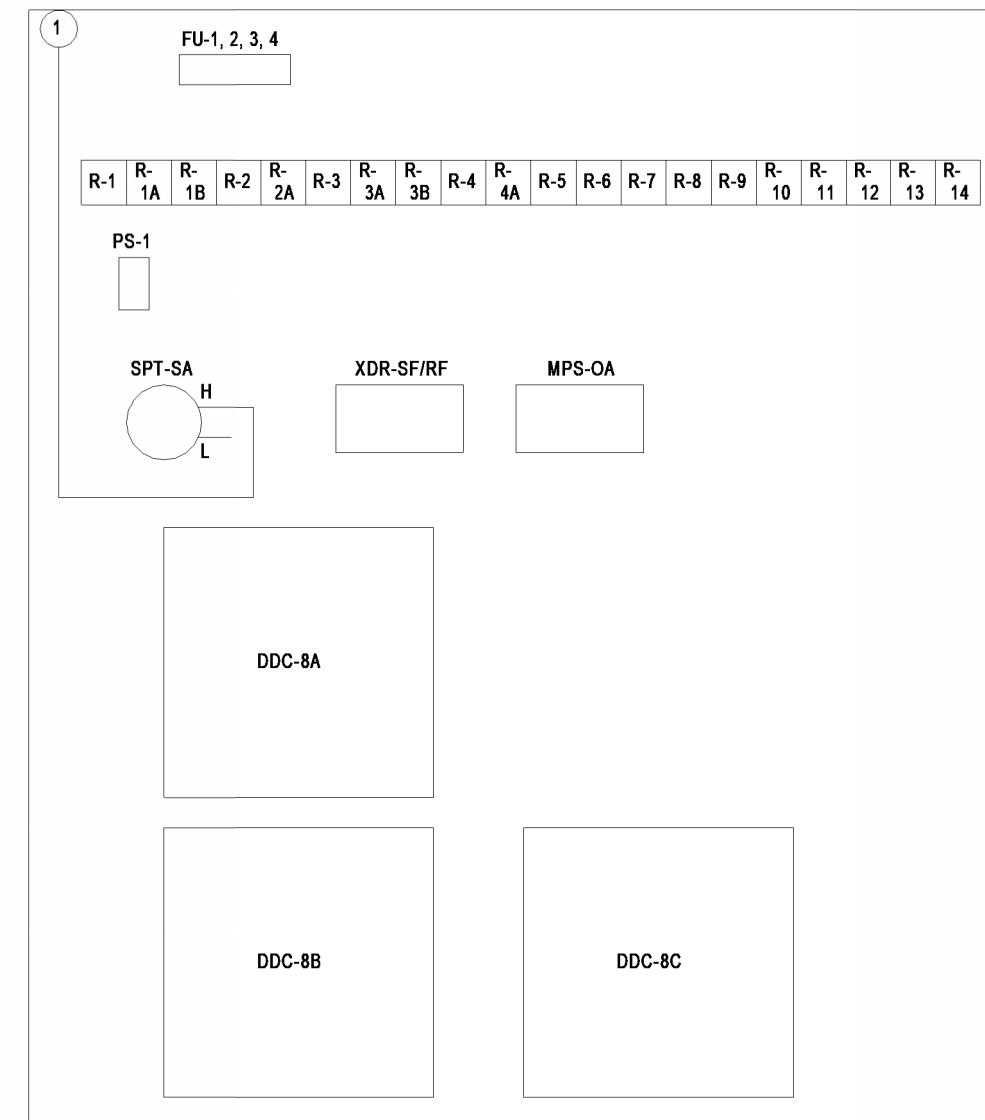 1
FU-1, 2, 3, 4
R-1 R-1A R-1B R-2 R-2A R-3 R-3A R-3B R-4 R-4A R-5 R-6 R-7 R-8 R-9 R-10 R-11 R-12 R-13 R-14
PS-1
SPT-SA XDR-SF/RF MPS-OA
H
L
DDC-8A
DDC-8B DDC-8C